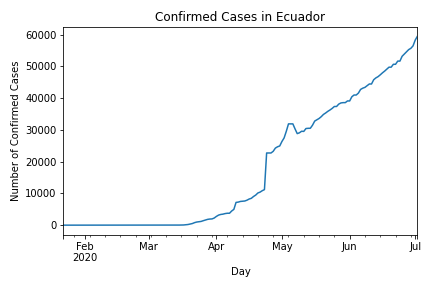 Confirmed Cases in Ecuador
60000
50000
40000
30000
20000
10000
0
Number of Confirmed Cases
Feb Mar Apr May Jun Jul
2020
Day